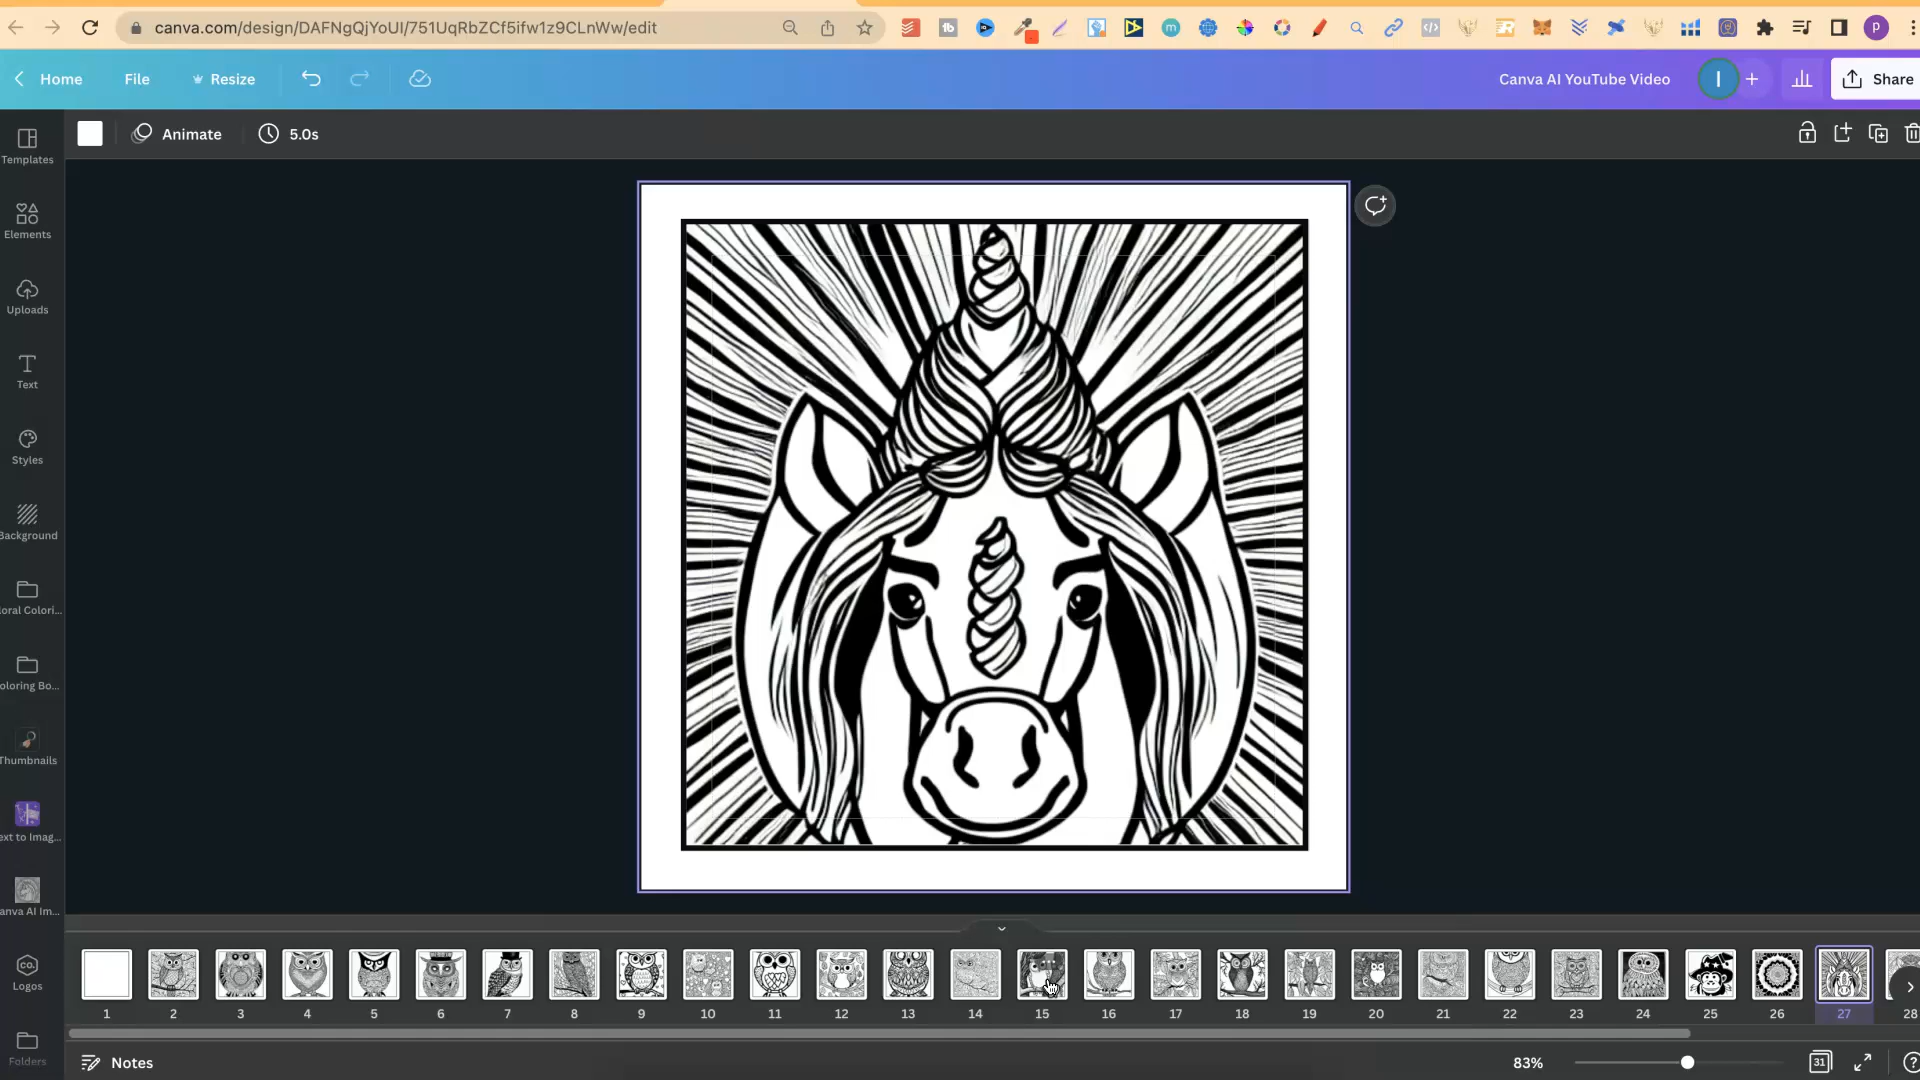 canva.com/design/DAFNgQjYoUI/751UqRbZCf5ifw1z9CLnWw/edit
Home
File
Resize
Canva AI YouTube Video
I
Share
Animate
5.0s
Templates
Elements
Uploads
Text
Styles
Background
oral Colori...
oloring Bo...
Thumbnails
ext to Imag...
anva AI Im...
CO.
Logos
Folders
1 2 3 4 5 6 7 8 9 10 11 12 13 14 15 16 17 18 19 20 21 22 23 24 25 26 27 28
Notes
83%
31